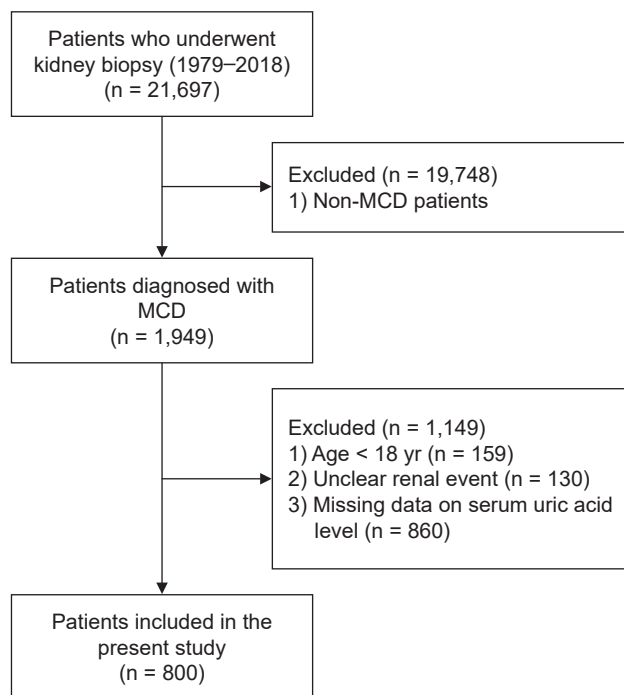 Patients who underwent
kidney biopsy (1979–2018)
(n = 21,697)
Excluded (n = 19,748)
1) Non-MCD patients
Patients diagnosed with
MCD
(n = 1,949)
Excluded (n = 1,149)
1) Age < 18 yr (n = 159)
2) Unclear renal event (n = 130)
3) Missing data on serum uric acid
level (n = 860)
Patients included in the
present study
(n = 800)